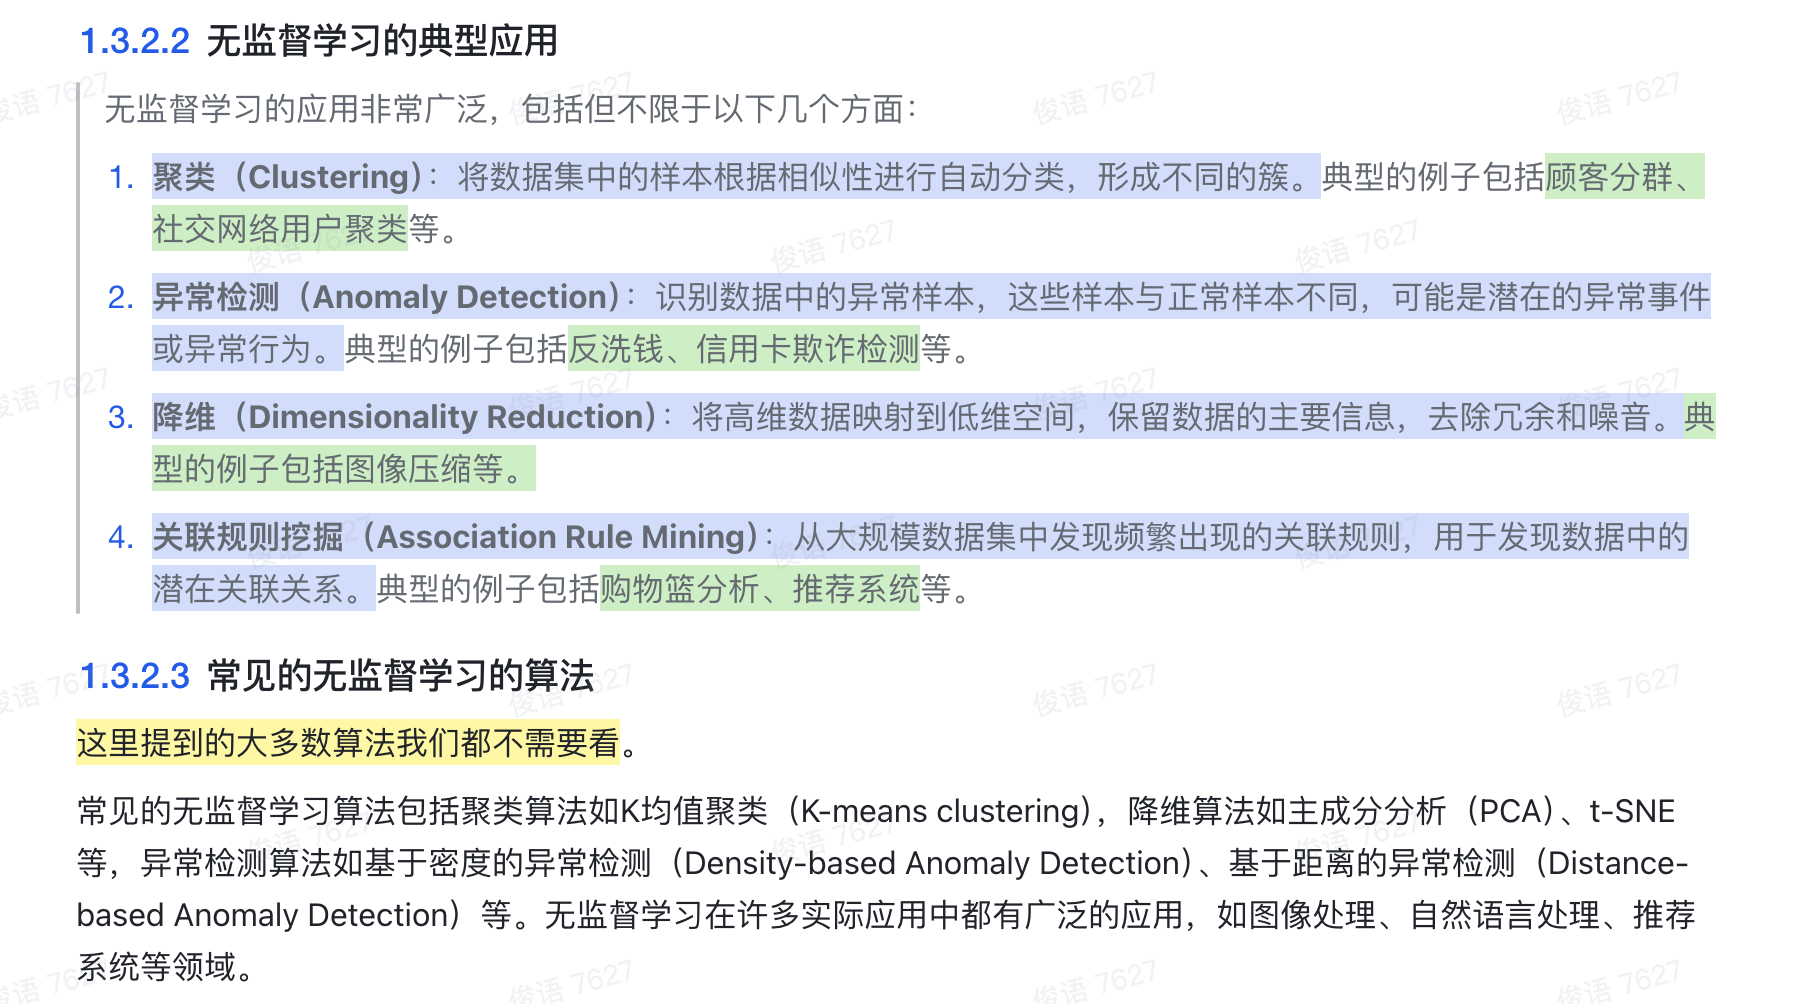 1.3.2.2 无监督学习的典型应用
无监督学习的应用非常广泛，包括但不限于以下几个方面：
1. 聚类（Clustering）：将数据集中的样本根据相似性进行自动分类，形成不同的簇。典型的例子包括顾客分群、
社交网络用户聚类等。
2. 异常检测（Anomaly Detection）：识别数据中的异常样本，这些样本与正常样本不同，可能是潜在的异常事件
或异常行为。典型的例子包括反洗钱、信用卡欺诈检测等。
3. 降维（Dimensionality Reduction）：将高维数据映射到低维空间，保留数据的主要信息，去除冗余和噪音。典
型的例子包括图像压缩等。
4. 关联规则挖掘（Association Rule Mining）：从大规模数据集中发现频繁出现的关联规则，用于发现数据中的
潜在关联关系。典型的例子包括购物篮分析、推荐系统等。
1.3.2.3 常见的无监督学习的算法
这里提到的大多数算法我们都不需要看。
常见的无监督学习算法包括聚类算法如K均值聚类（K-means clustering），降维算法如主成分分析（PCA）、t-SNE
等，异常检测算法如基于密度的异常检测（Density-based Anomaly Detection）、基于距离的异常检测（Distance-
based Anomaly Detection）等。无监督学习在许多实际应用中都有广泛的应用，如图像处理、自然语言处理、推荐
系统等领域。
俊语 7627